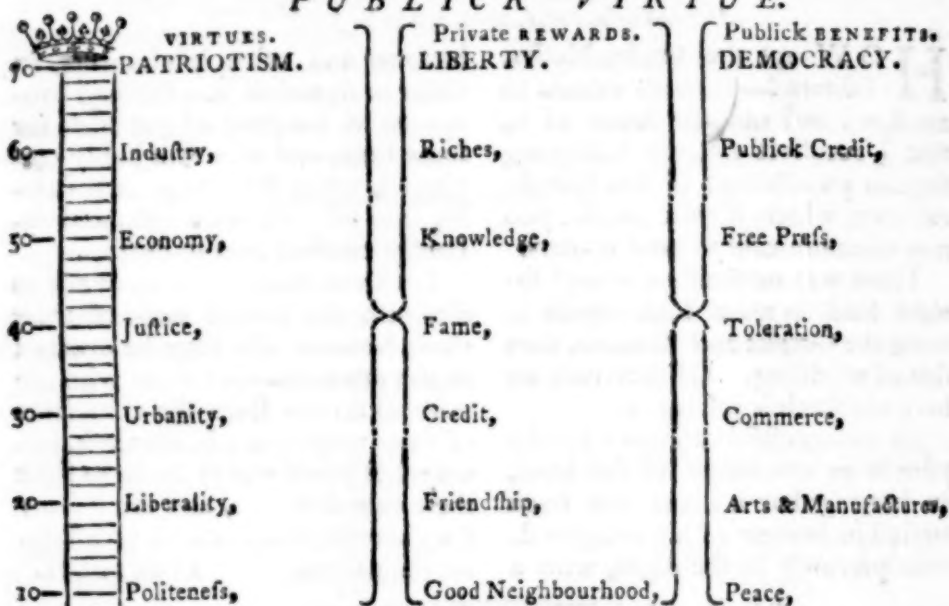 PUBLICK VIRTUE.
VIRTUES. Private REWARDS. Publick BENEFITS.
70 PATRIOTISM. LIBERTY. DEMOCRACY.
60 Induſtry, Riches, Publick Credit,
50 Economy, Knowledge, Free Preſs,
40 Juſtice, Fame, Toleration,
30 Urbanity, Credit, Commerce,
20 Liberality, Friendſhip, Arts & Manufactures,
10 Politeneſs, Good Neighbourhood, Peace,